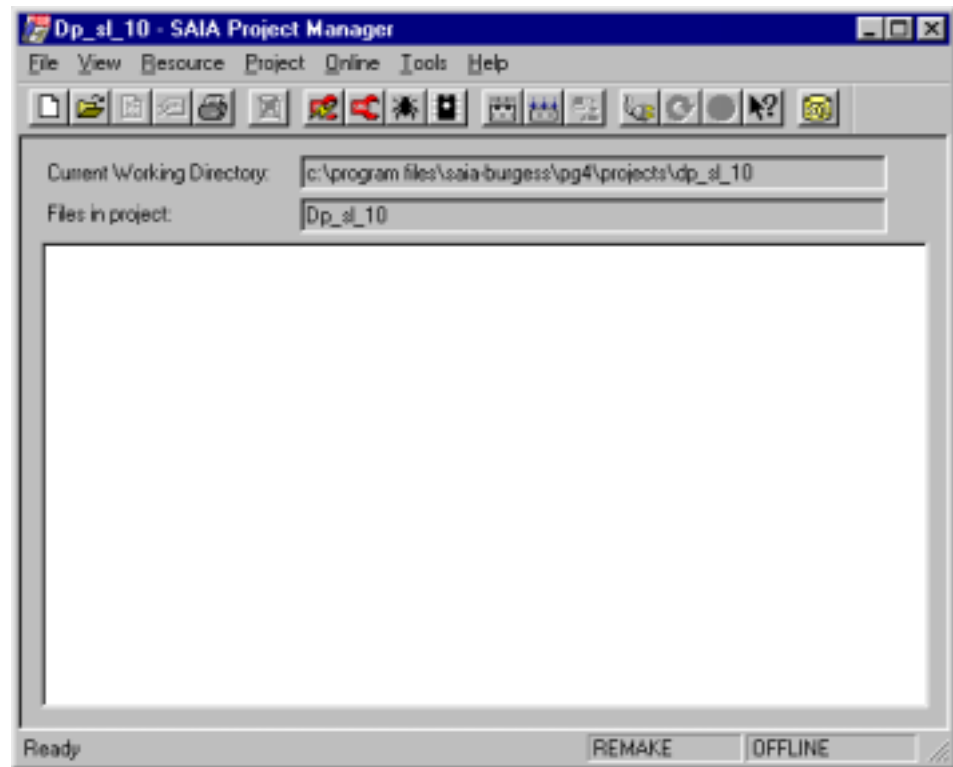 Dp_sl_10 - SAIA Project Manager
File View Resource Project Online Tools Help
Current Working Directory: c:\program files\saia-burgess\pg4\projects\dp_sl_10
Files in project: Dp_sl_10
Ready REMAKE OFFLINE